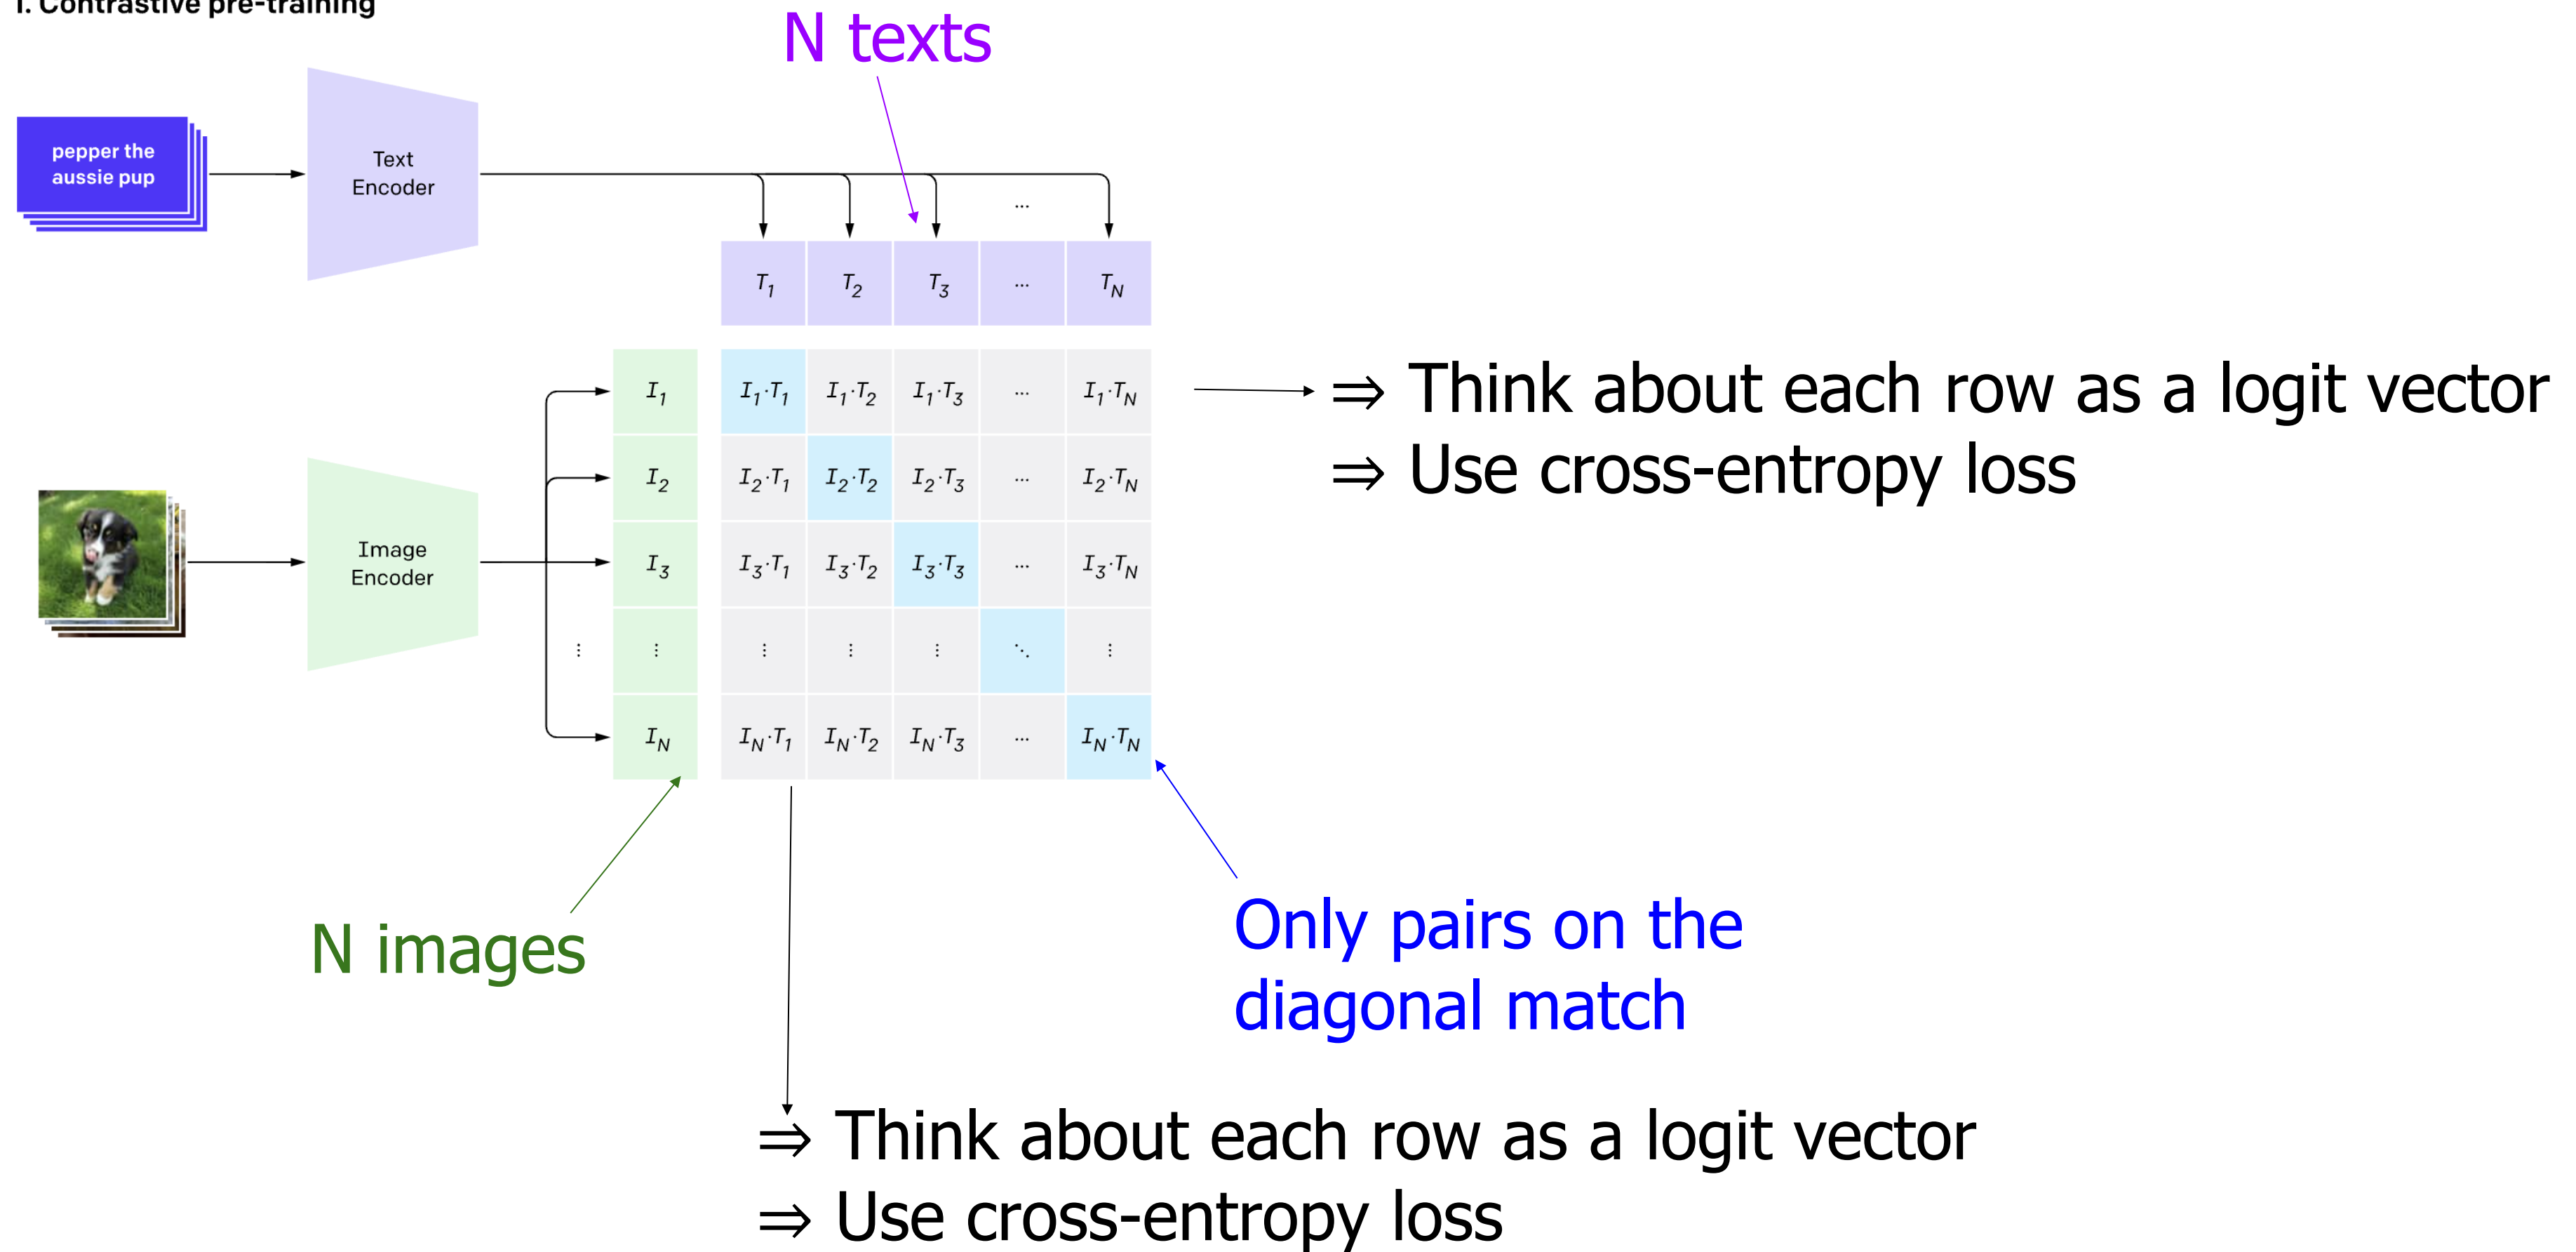 1. Contrastive pre-training
N texts
pepper the
aussie pup
Text
Encoder
...
T1 T2 T3 ... TN
I1 I1·T1 I1·T2 I1·T3 ... I1·TN
⇒ Think about each row as a logit vector
⇒ Use cross-entropy loss
I2 I2·T1 I2·T2 I2·T3 ... I2·TN
Image
Encoder
I3 I3·T1 I3·T2 I3·T3 ... I3·TN
⋮ ⋮ ⋮ ⋮ ⋮ ⋱ ⋮
IN IN·T1 IN·T2 IN·T3 ... IN·TN
N images
Only pairs on the
diagonal match
⇒ Think about each row as a logit vector
⇒ Use cross-entropy loss